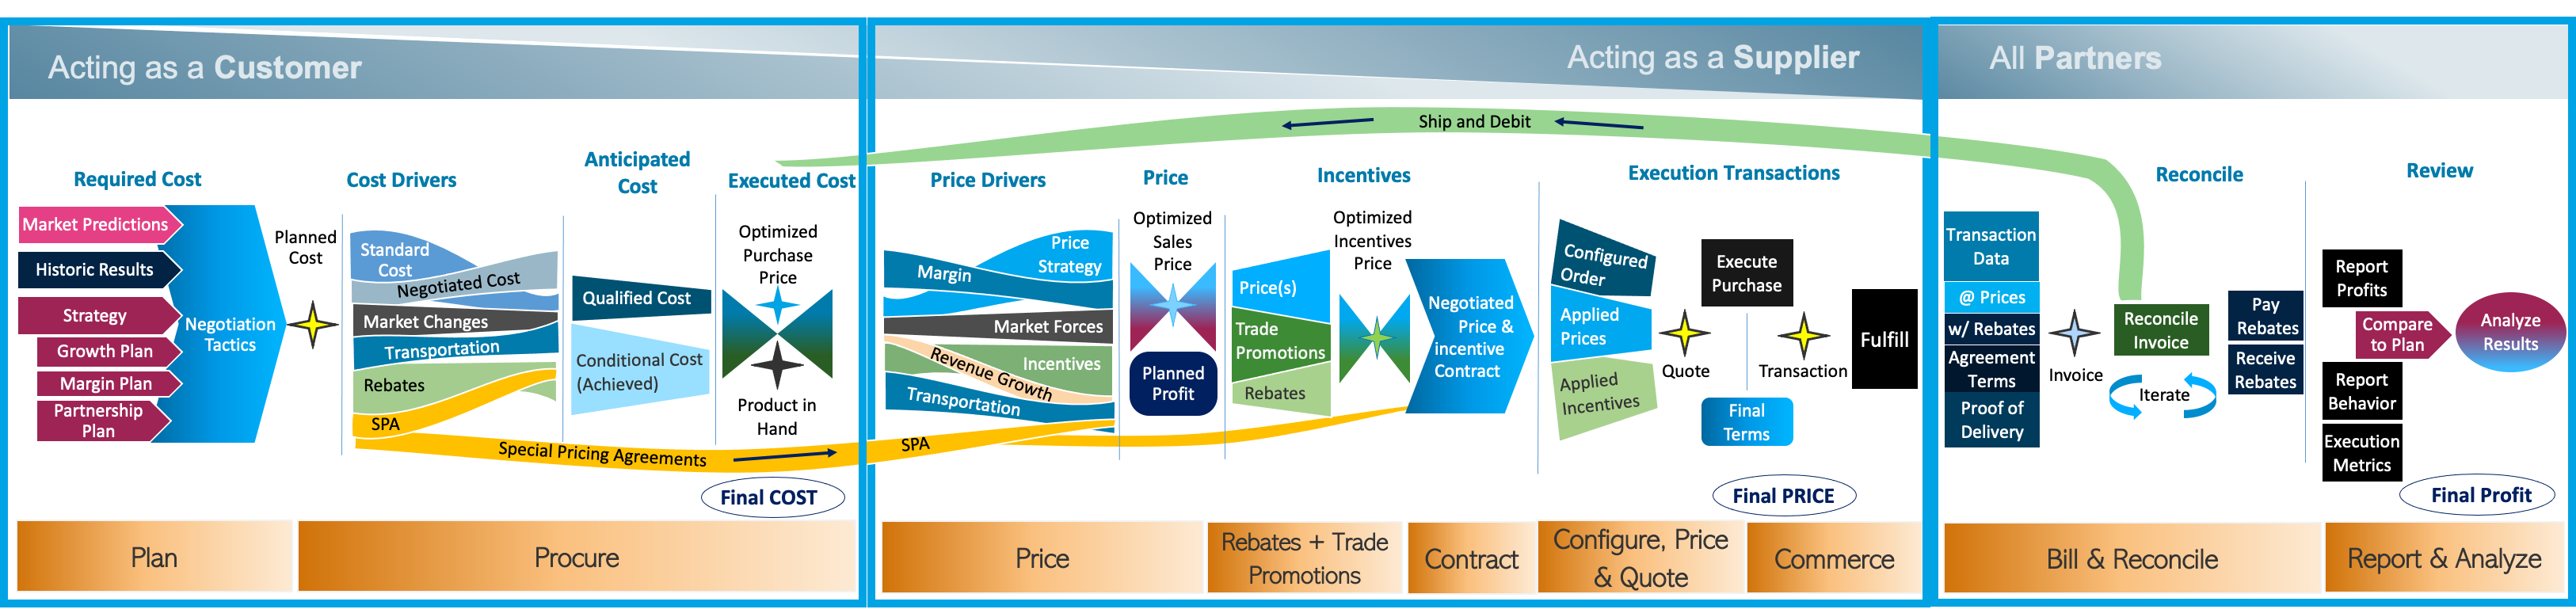 Acting as a Customer
Required Cost
Market Predictions
Historic Results
Strategy
Growth Plan
Margin Plan
Partnership
Plan
Negotiation
Tactics
Planned
Cost
Cost Drivers
Standard
Cost
Negotiated Cost
Market Changes
Transportation
Rebates
SPA
Special Pricing Agreements
Anticipated
Cost
Qualified Cost
Conditional Cost
(Achieved)
Executed Cost
Optimized
Purchase
Price
Product in
Hand
Final COST
Plan
Procure
Acting as a Supplier
Ship and Debit
Price Drivers
Margin
Price
Strategy
Market Forces
Revenue Growth
Incentives
Transportation
SPA
Price
Optimized
Sales
Price
Planned
Profit
Incentives
Price(s)
Trade
Promotions
Rebates
Optimized
Incentives
Price
Negotiated
Price &
incentive
Contract
Execution Transactions
Configured
Order
Applied
Prices
Applied
Incentives
Quote
Execute
Purchase
Final
Terms
Transaction
Fulfill
Final PRICE
Price
Rebates + Trade
Promotions
Contract
Configure, Price
& Quote
Commerce
All Partners
Transaction
Data
@ Prices
w/ Rebates
Agreement
Terms
Proof of
Delivery
Invoice
Reconcile
Reconcile
Invoice
Iterate
Pay
Rebates
Receive
Rebates
Review
Report
Profits
Compare
to Plan
Report
Behavior
Execution
Metrics
Analyze
Results
Final Profit
Bill & Reconcile
Report & Analyze